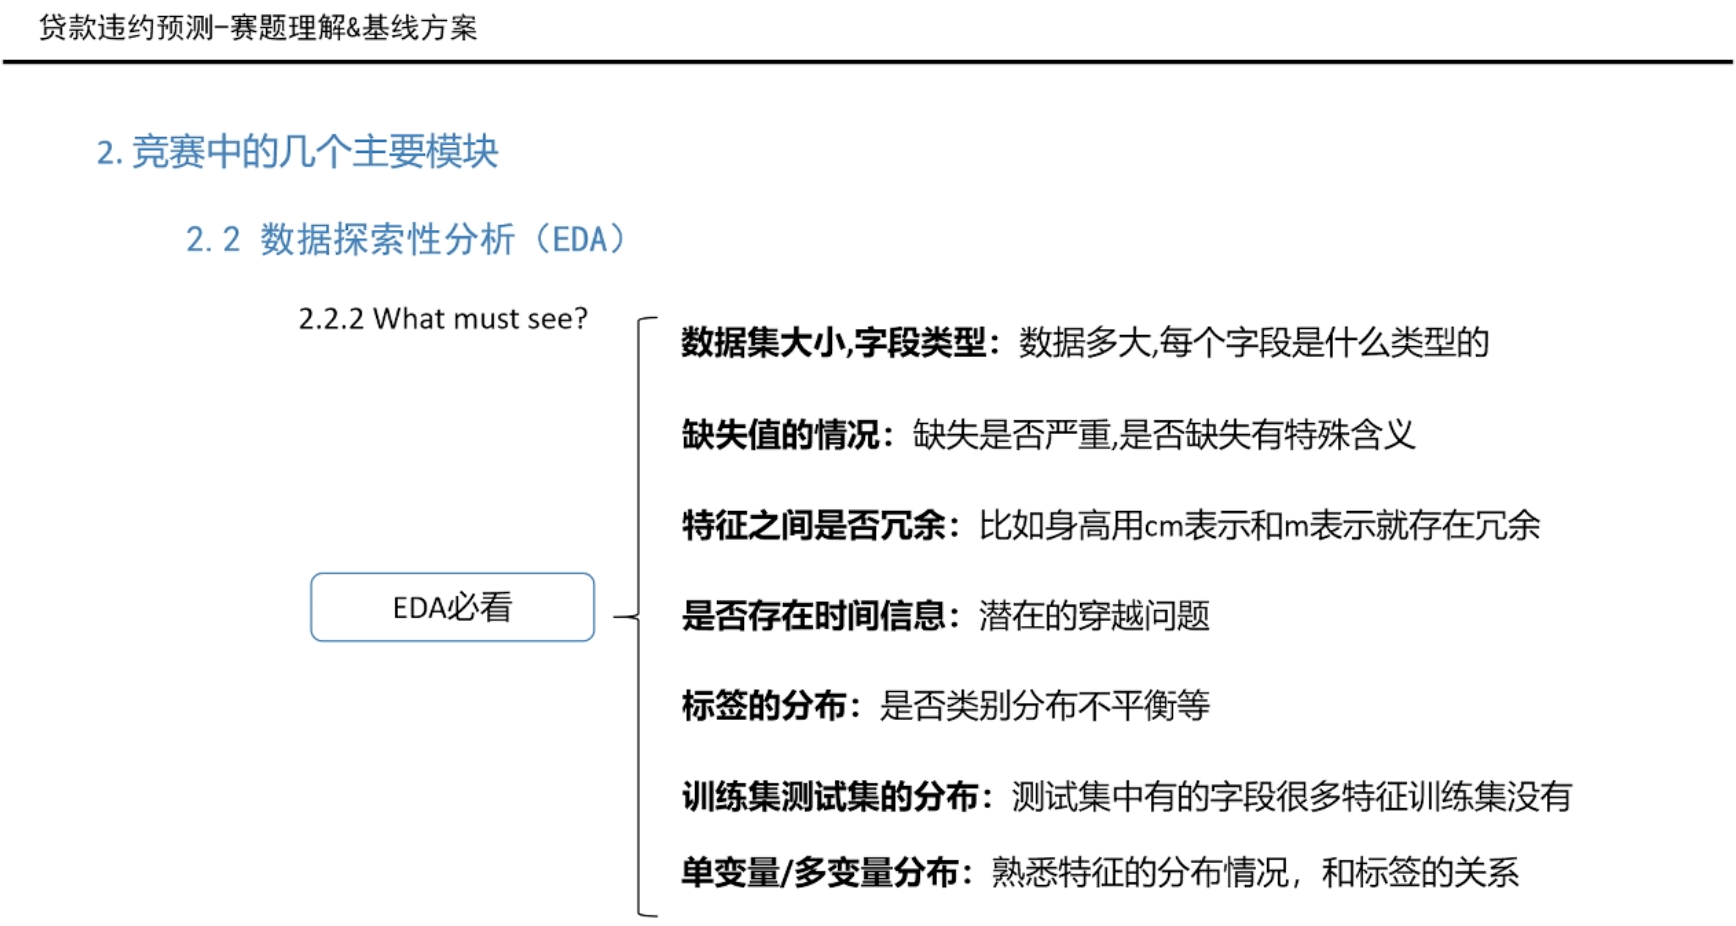 贷款违约预测-赛题理解&基线方案
2. 竞赛中的几个主要模块
2.2 数据探索性分析（EDA）
2.2.2 What must see?
数据集大小,字段类型：数据多大,每个字段是什么类型的
缺失值的情况：缺失是否严重,是否缺失有特殊含义
特征之间是否冗余：比如身高用cm表示和m表示就存在冗余
EDA必看
是否存在时间信息：潜在的穿越问题
标签的分布：是否类别分布不平衡等
训练集测试集的分布：测试集中有的字段很多特征训练集没有
单变量/多变量分布：熟悉特征的分布情况，和标签的关系